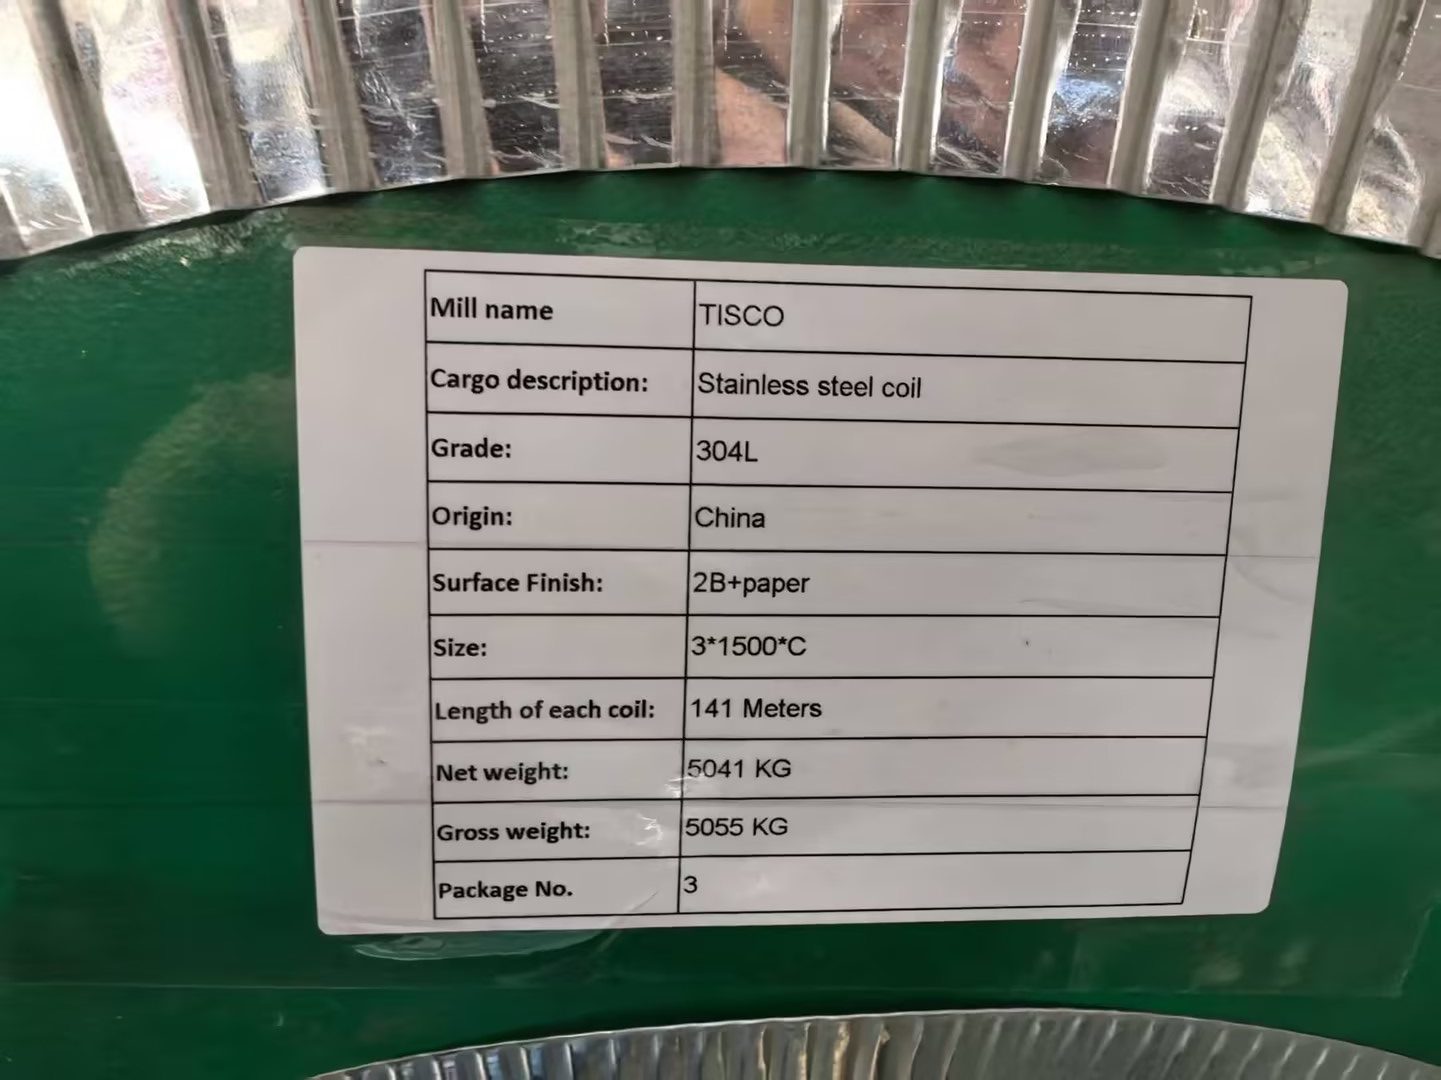 Mill name TISCO
Cargo description: Stainless steel coil
Grade: 304L
Origin: China
Surface Finish: 2B+paper
Size: 3*1500*C
Length of each coil: 141 Meters
Net weight: 5041 KG
Gross weight: 5055 KG
Package No. 3